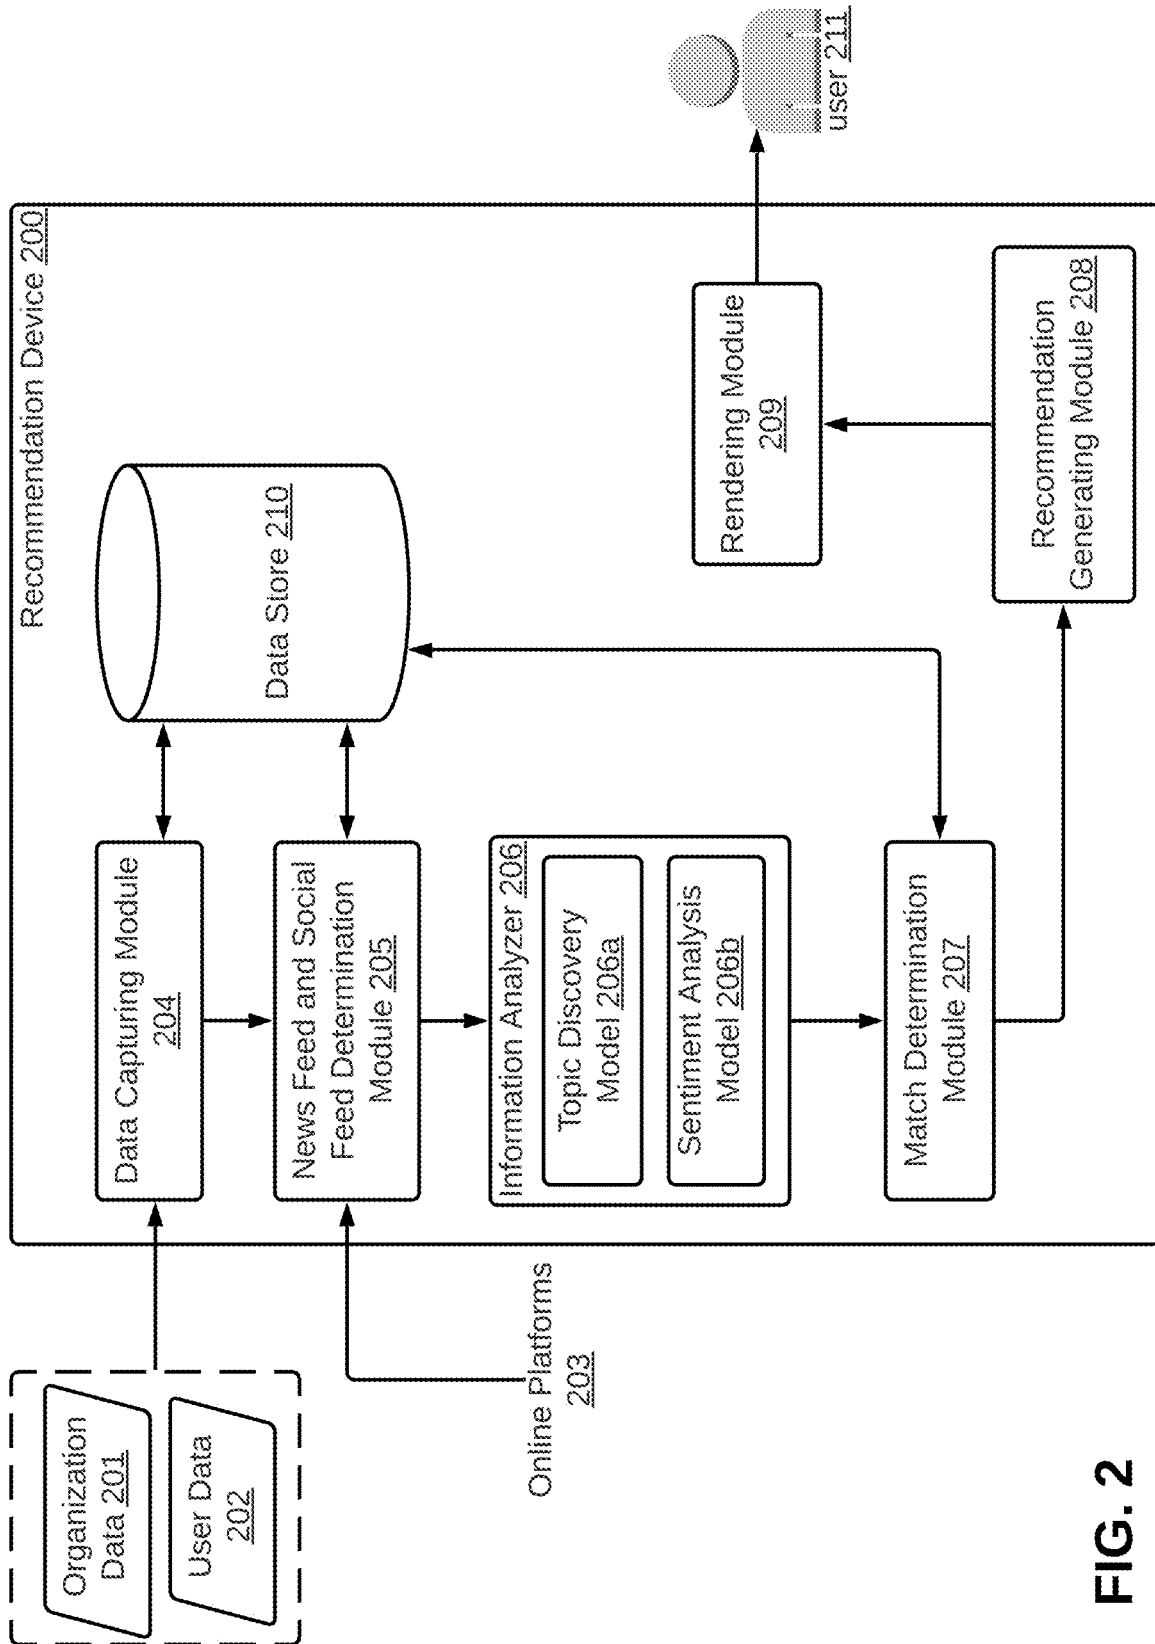 Recommendation Device 200
Organization
Data 201
User Data
202
Online Platforms
203
Data Capturing Module
204
News Feed and Social
Feed Determination
Module 205
Information Analyzer 206
Topic Discovery
Model 206a
Sentiment Analysis
Model 206b
Match Determination
Module 207
Data Store 210
Rendering Module
209
Recommendation
Generating Module 208
user 211
FIG. 2